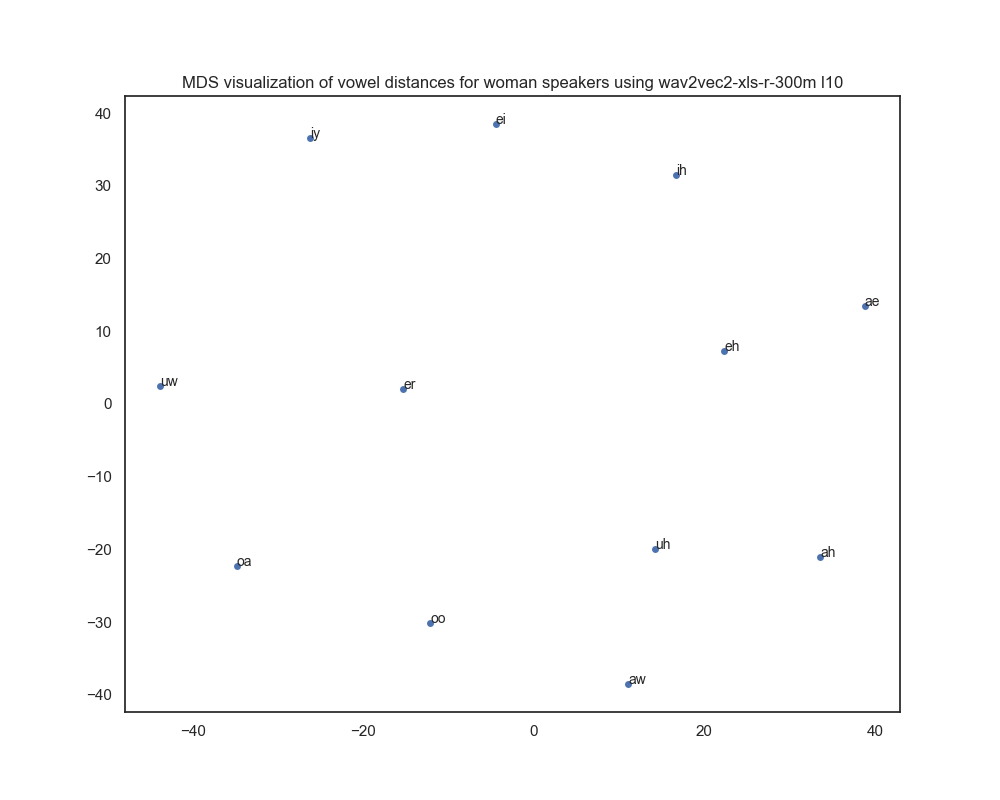 MDS visualization of vowel distances for woman speakers using wav2vec2-xls-r-300m l10
40
ei
iy
ih
30
20
ae
10
eh
uw
er
0
−10
−20
uh
ah
oa
oo
−30
aw
−40
−40 −20 0 20 40